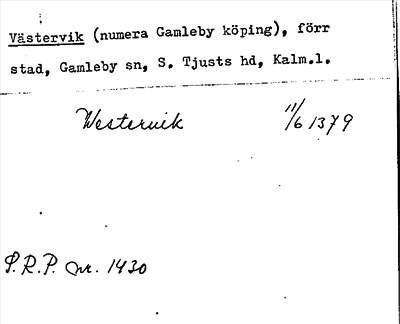 Västervik (numera Gamleby köping), förr
stad, Gamleby sn, S. Tjusts hd, Kalm.l.
Westervik 11/6 1379
S.R.P. nr. 1430